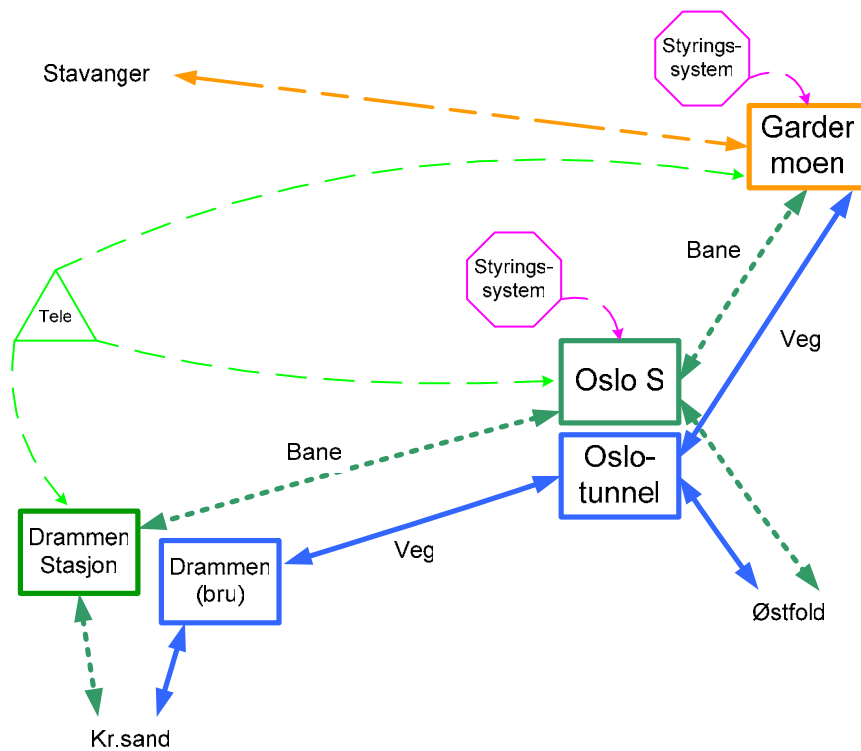 Styrings-
system
Stavanger
Garder
moen
Bane
Styrings-
system
Tele
Veg
Oslo S
Bane
Oslo-
tunnel
Drammen
Stasjon
Veg
Drammen
(bru)
Østfold
Kr.sand